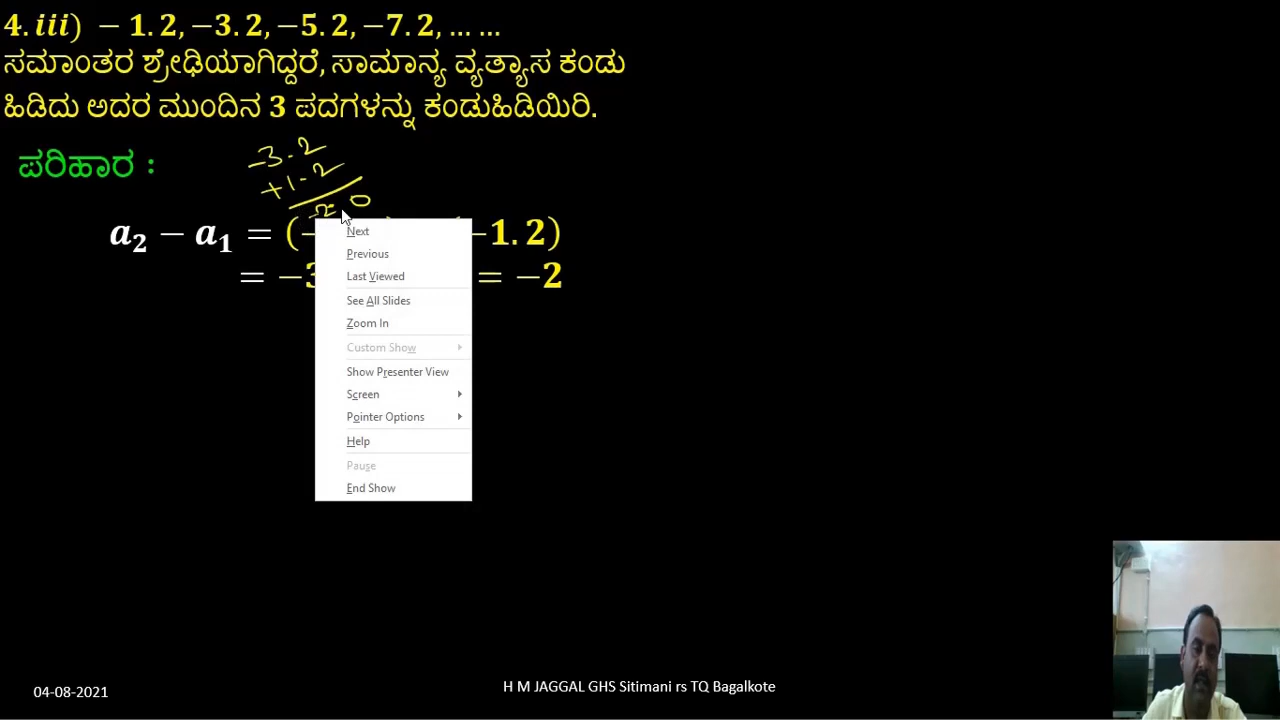 4. iii) −1.2, −3.2, −5.2, −7.2, … …
ಸಮಾಂತರ ಶ್ರೇಢಿಯಾಗಿದ್ದರೆ, ಸಾಮಾನ್ಯ ವ್ಯತ್ಯಾಸ ಕಂಡು
ಹಿಡಿದು ಅದರ ಮುಂದಿನ 3 ಪದಗಳನ್ನು ಕಂಡುಹಿಡಿಯಿರಿ.
ಪರಿಹಾರ :
−3.2
+1.2
a₂ − a₁ = (− −1.2)
= −3 = −2
Next
Previous
Last Viewed
See All Slides
Zoom In
Custom Show
Show Presenter View
Screen
Pointer Options
Help
Pause
End Show
04-08-2021
H M JAGGAL GHS Sitimani rs TQ Bagalkote